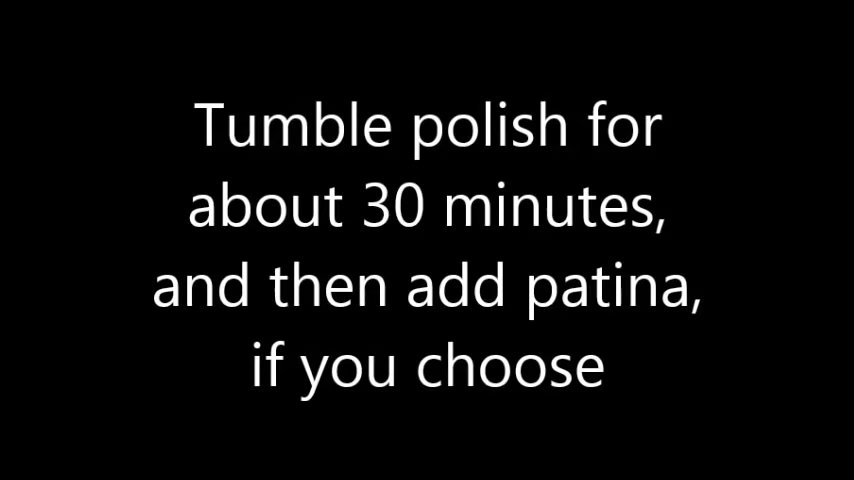 Tumble polish for
about 30 minutes,
and then add patina,
if you choose